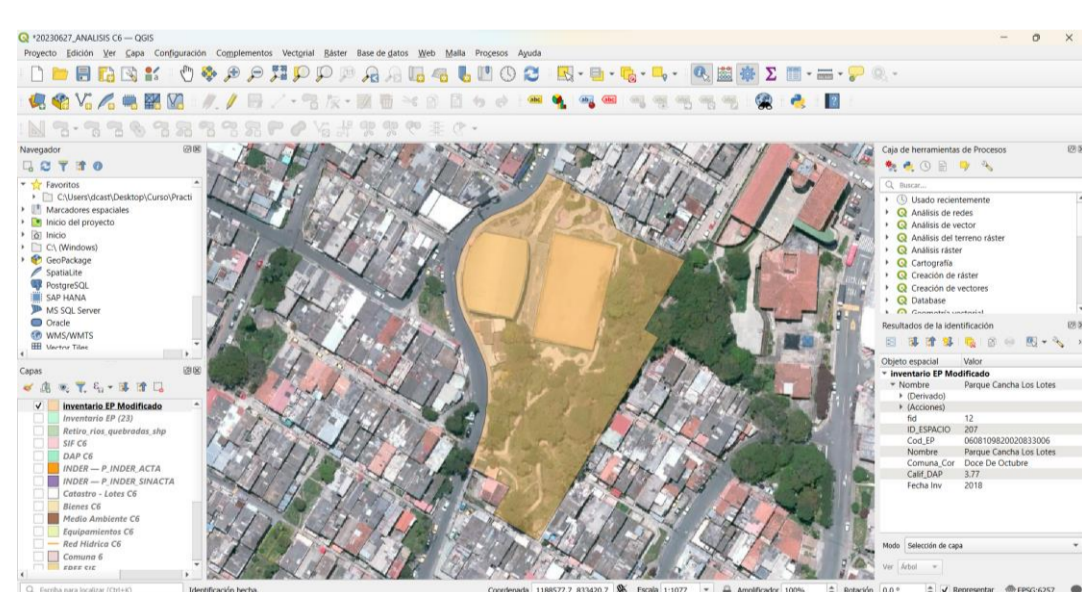 *20230627_ANALISIS C6 — QGIS
Proyecto Edición Ver Capa Configuración Complementos Vectorial Ráster Base de datos Web Malla Procesos Ayuda
Navegador
Favoritos
C:\Users\dcast\Desktop\Curso\Practi
Marcadores espaciales
Inicio del proyecto
Inicio
C:\ (Windows)
GeoPackage
SpatiaLite
PostgreSQL
SAP HANA
MS SQL Server
Oracle
WMS/WMTS
Vector Tiles
Capas
inventario EP Modificado
Inventario EP (23)
Retiro_rios_quebradas_shp
SIF C6
DAP C6
INDER — P_INDER_ACTA
INDER — P_INDER_SINACTA
Catastro - Lotes C6
Bienes C6
Medio Ambiente C6
Equipamientos C6
Red Hidrica C6
Comuna 6
Caja de herramientas de Procesos
Buscar...
Usado recientemente
Análisis de redes
Análisis de vector
Análisis del terreno ráster
Análisis ráster
Cartografía
Creación de ráster
Creación de vectores
Database
Geometría vectorial
Resultados de la identificación
Objeto espacial Valor
inventario EP Modificado
Nombre Parque Cancha Los Lotes
(Derivado)
(Acciones)
fid 12
ID_ESPACIO 207
Cod_EP 0608109820020833006
Nombre Parque Cancha Los Lotes
Comuna_Cor Doce De Octubre
Calif_DAP 3.77
Fecha Inv 2018
Modo Selección de capa
Ver Árbol
Escriba para localizar (Ctrl+K) Identificación hecha. Coordenada 1188577.7 833420.7 Escala 1:1077 Amplificador 100% Rotación 0,0 ° Representar EPSG:6257